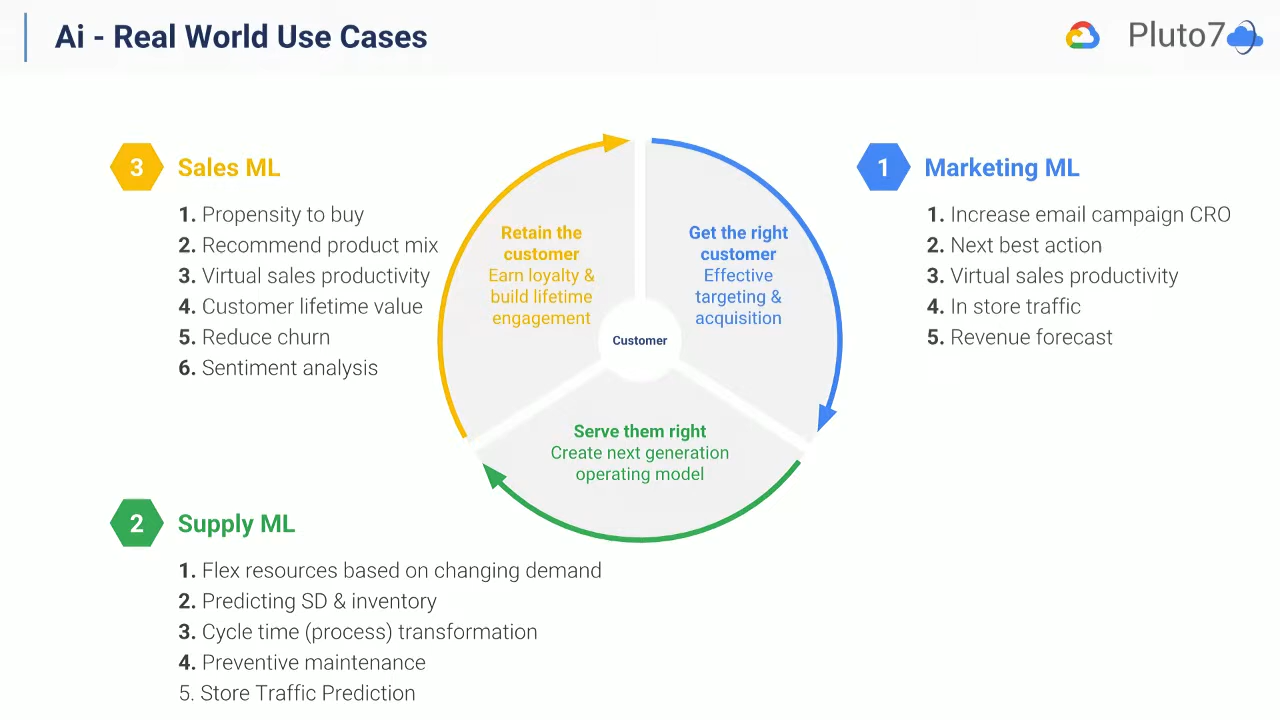 Ai - Real World Use Cases
Pluto7
3 Sales ML
1. Propensity to buy
2. Recommend product mix
3. Virtual sales productivity
4. Customer lifetime value
5. Reduce churn
6. Sentiment analysis
Retain the
customer
Earn loyalty &
build lifetime
engagement
Get the right
customer
Effective
targeting &
acquisition
Customer
Serve them right
Create next generation
operating model
1 Marketing ML
1. Increase email campaign CRO
2. Next best action
3. Virtual sales productivity
4. In store traffic
5. Revenue forecast
2 Supply ML
1. Flex resources based on changing demand
2. Predicting SD & inventory
3. Cycle time (process) transformation
4. Preventive maintenance
5. Store Traffic Prediction